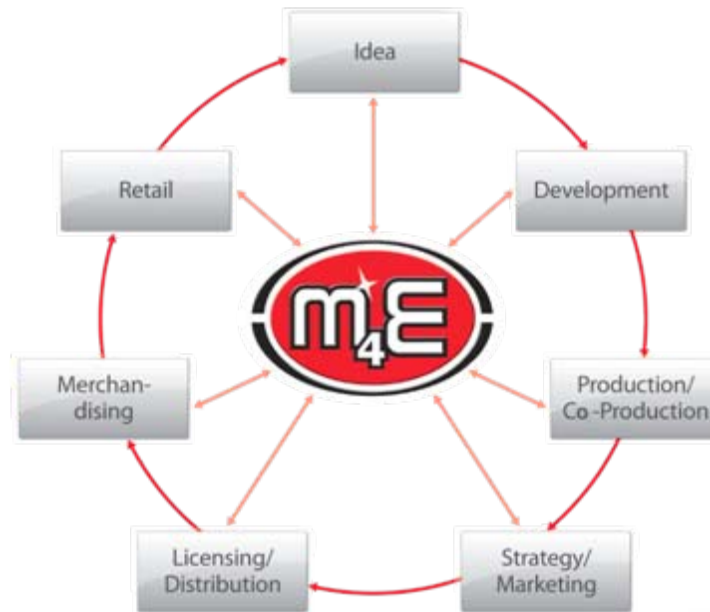 Idea
Development
Production/
Co-Production
Strategy/
Marketing
Licensing/
Distribution
Merchan-
dising
Retail
m4E